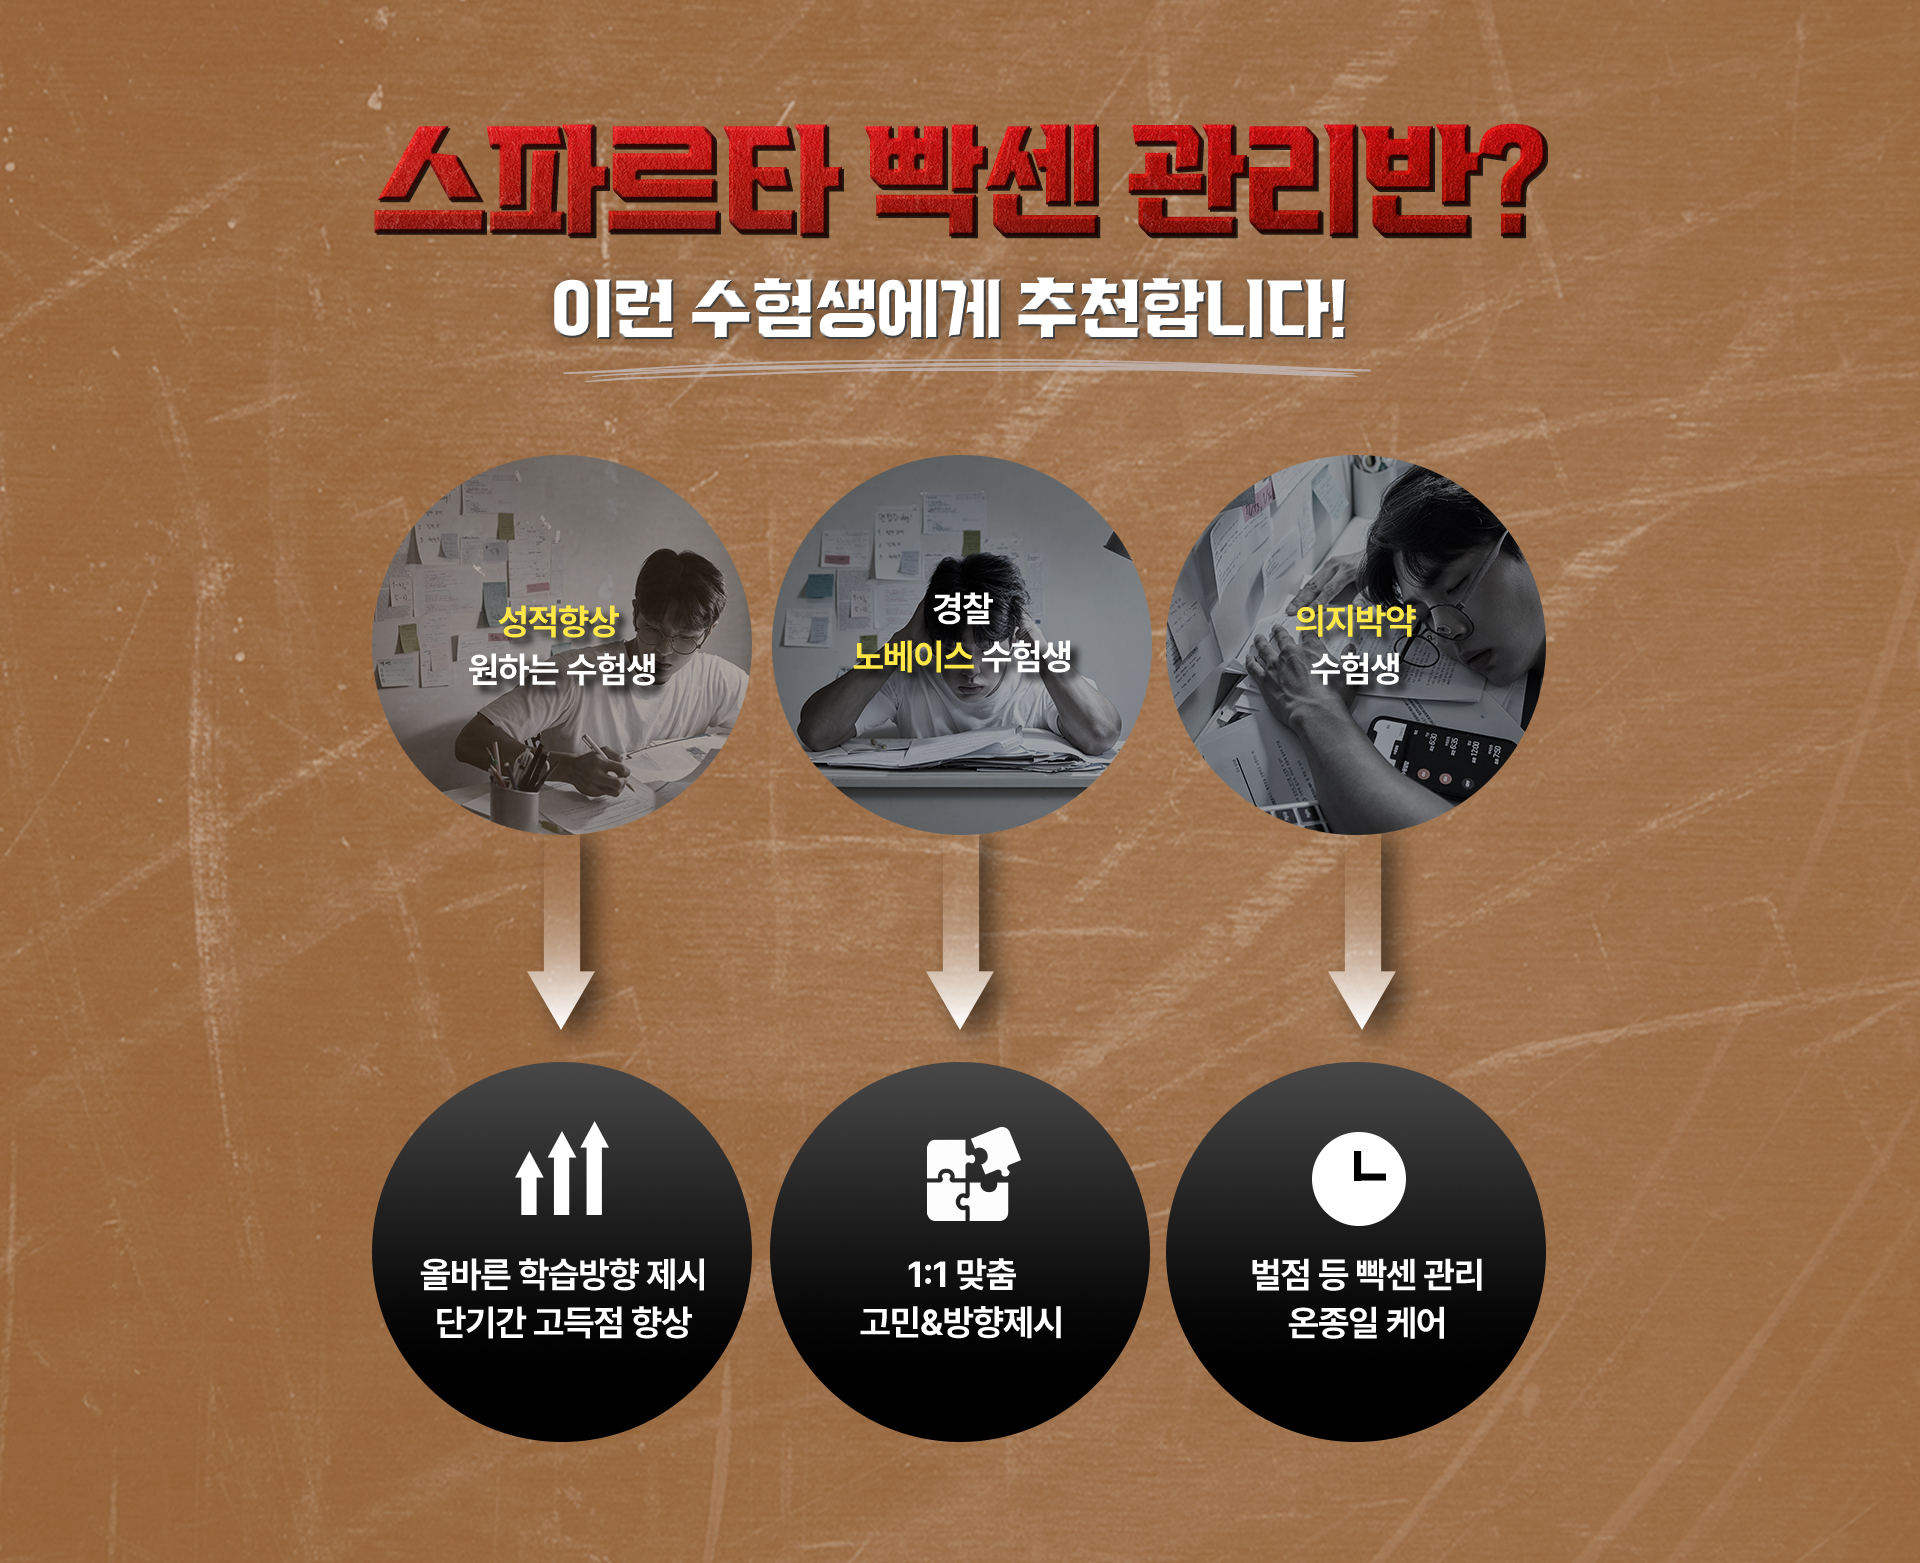 스파르타 빡센 관리반?
이런 수험생에게 추천합니다!
성적향상
원하는 수험생
경찰
노베이스 수험생
의지박약
수험생
올바른 학습방향 제시
단기간 고득점 향상
1:1 맞춤
고민&방향제시
벌점 등 빡센 관리
온종일 케어